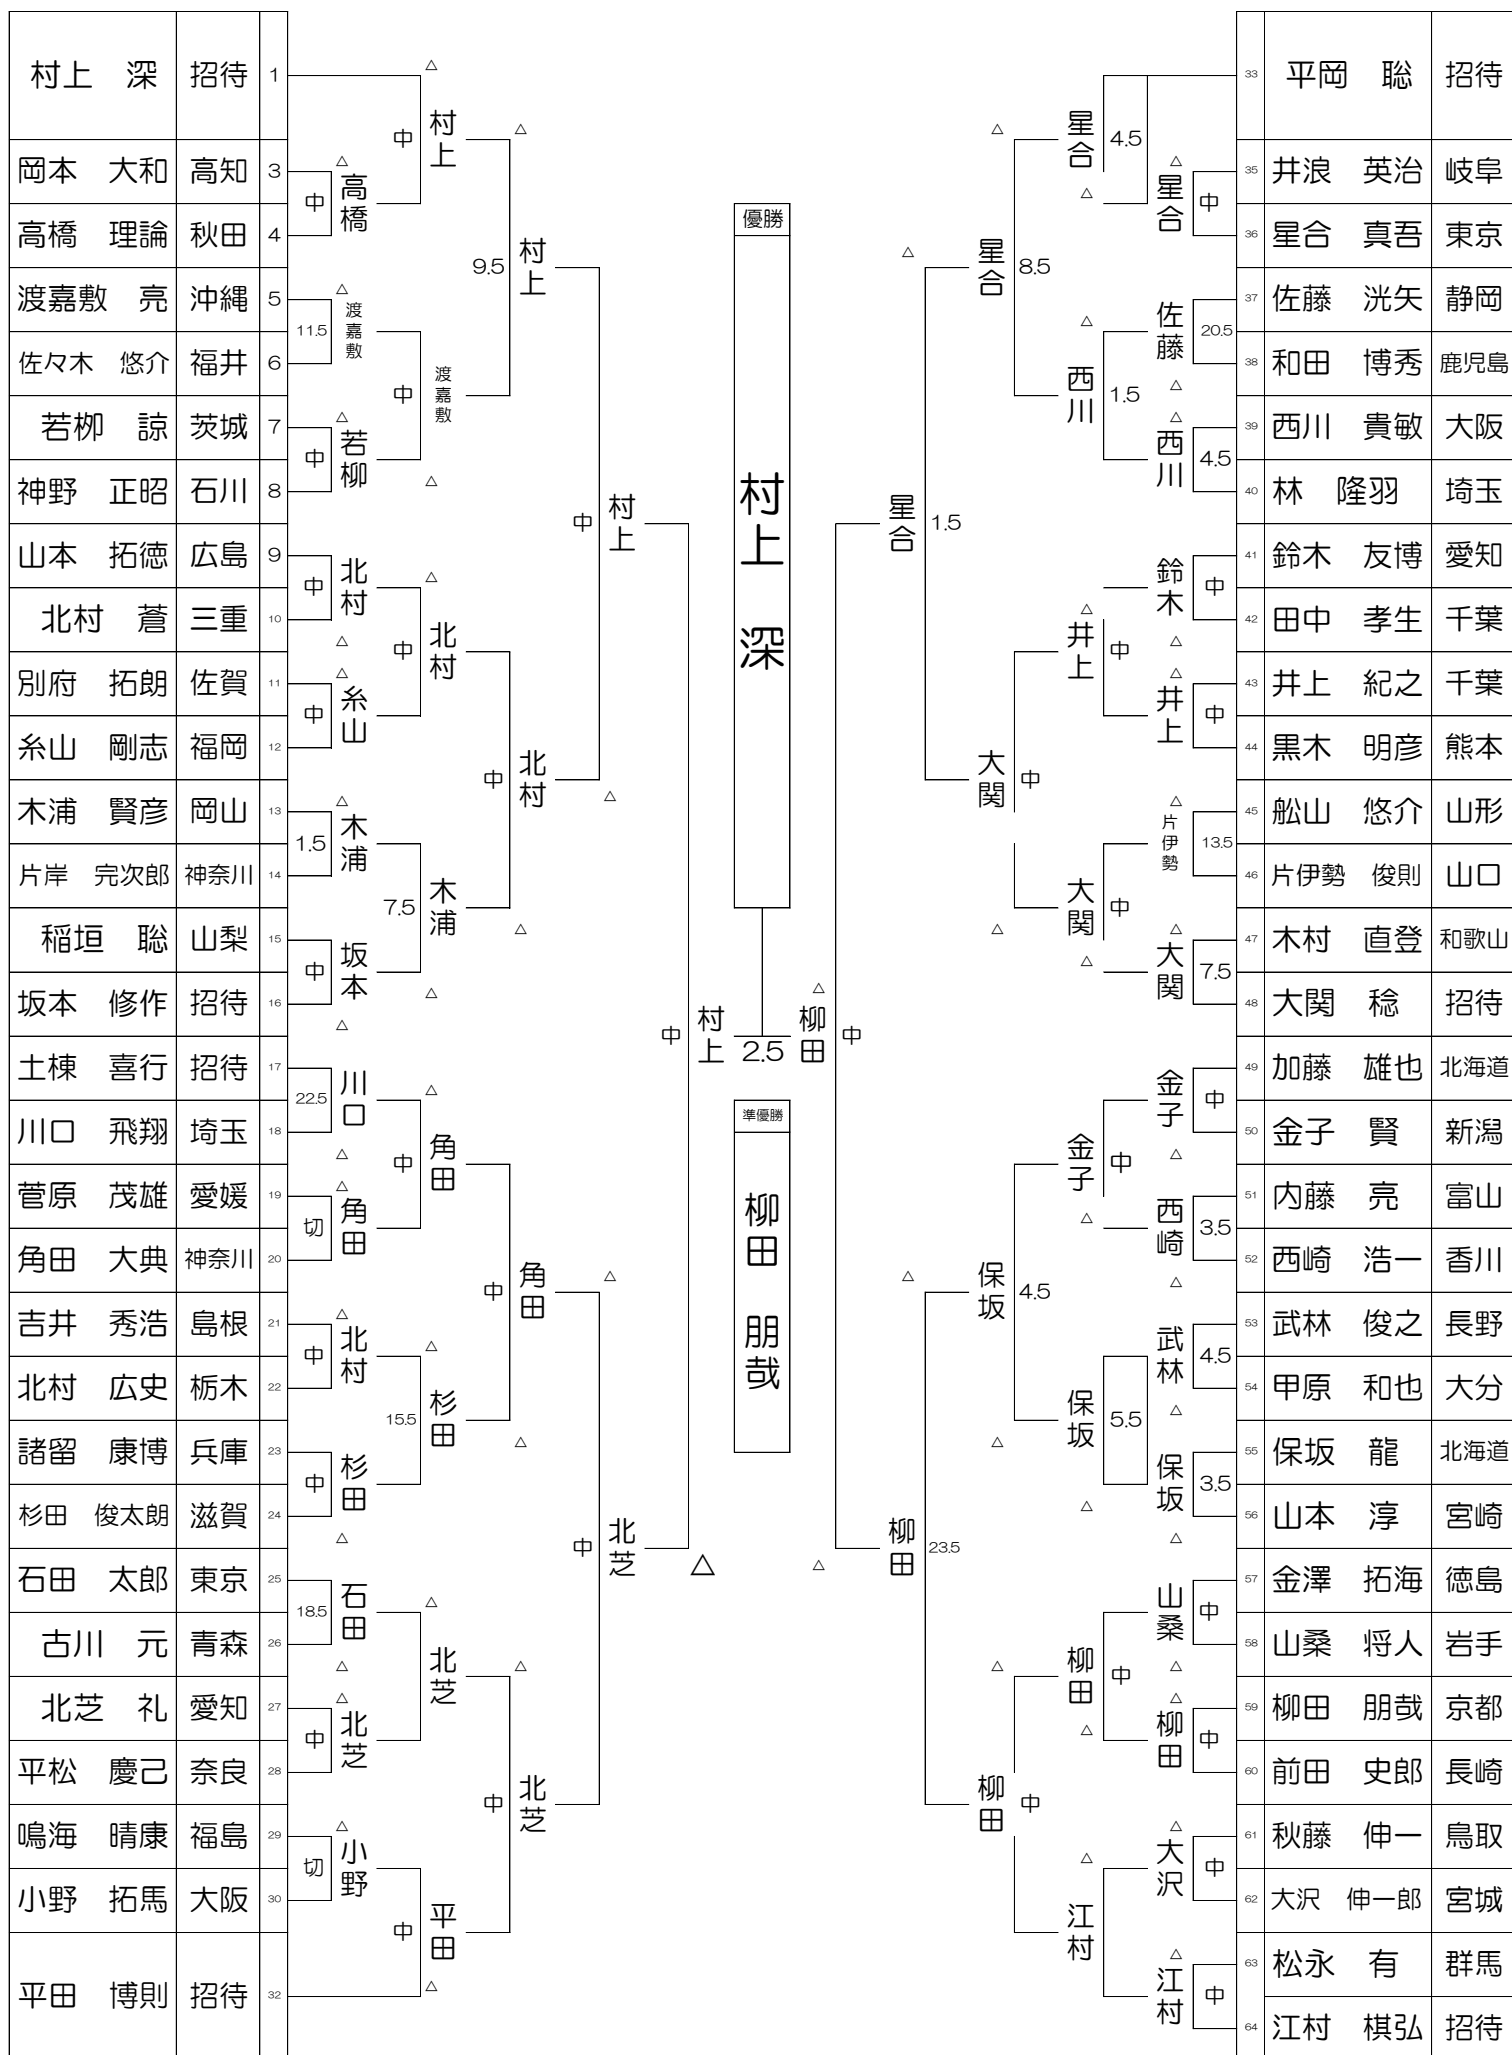 村上 深 招待 1
岡本 大和 高知 3
高橋 理論 秋田 4
渡嘉敷 亮 沖縄 5
佐々木 悠介 福井 6
若栁 諒 茨城 7
神野 正昭 石川 8
山本 拓徳 広島 9
北村 蒼 三重 10
別府 拓朗 佐賀 11
糸山 剛志 福岡 12
木浦 賢彦 岡山 13
片岸 完次郎 神奈川 14
稲垣 聡 山梨 15
坂本 修作 招待 16
土棟 喜行 招待 17
川口 飛翔 埼玉 18
菅原 茂雄 愛媛 19
角田 大典 神奈川 20
吉井 秀浩 島根 21
北村 広史 栃木 22
諸留 康博 兵庫 23
杉田 俊太朗 滋賀 24
石田 太郎 東京 25
古川 元 青森 26
北芝 礼 愛知 27
平松 慶己 奈良 28
鳴海 晴康 福島 29
小野 拓馬 大阪 30
平田 博則 招待 32
中 △ 高橋
11.5 △ 渡嘉敷
中 △ 若柳
中 北村 △
中 △ 糸山
1.5 △ 木浦
中 坂本 △
22.5 川口 △
切 △ 角田
中 △ 北村
中 杉田 △
18.5 石田 △
中 △ 北芝
切 △ 小野
中 △ 村上
中 渡嘉敷 △
中 △ 北村
7.5 木浦 △
中 △ 角田
15.5 △ 杉田
中 △ 北芝
中 平田 △
9.5 △ 村上
中 北村 △
中 角田 △
中 △ 北芝
中 村上 △
中 △ 北芝
中 村上 △
優勝
村上 深
2.5
準優勝
柳田 朋哉
△ 柳田 中
星合 1.5 △
△ 柳田 23.5
△ 星合 8.5
大関 中
△ 保坂 4.5
柳田 中
△ 星合 4.5 △
△ 西川 1.5
△ 井上 中
△ 大関 中 △
金子 中 △
△ 保坂 5.5 △
△ 柳田 中 △
△ 江村 中
△ 星合 中
佐藤 20.5 △
△ 西川 4.5
鈴木 中 △
△ 井上 中
△ 片伊勢 13.5
△ 大関 7.5
金子 中 △
西崎 3.5 △
武林 4.5 △
保坂 3.5 △
山桑 中 △
△ 柳田 中
△ 大沢 中
△ 江村 中
33 平岡 聡 招待
35 井浪 英治 岐阜
36 星合 真吾 東京
37 佐藤 洸矢 静岡
38 和田 博秀 鹿児島
39 西川 貴敏 大阪
40 林 隆羽 埼玉
41 鈴木 友博 愛知
42 田中 孝生 千葉
43 井上 紀之 千葉
44 黒木 明彦 熊本
45 舩山 悠介 山形
46 片伊勢 俊則 山口
47 木村 直登 和歌山
48 大関 稔 招待
49 加藤 雄也 北海道
50 金子 賢 新潟
51 内藤 亮 富山
52 西崎 浩一 香川
53 武林 俊之 長野
54 甲原 和也 大分
55 保坂 龍 北海道
56 山本 淳 宮崎
57 金澤 拓海 徳島
58 山桑 将人 岩手
59 柳田 朋哉 京都
60 前田 史郎 長崎
61 秋藤 伸一 鳥取
62 大沢 伸一郎 宮城
63 松永 有 群馬
64 江村 棋弘 招待